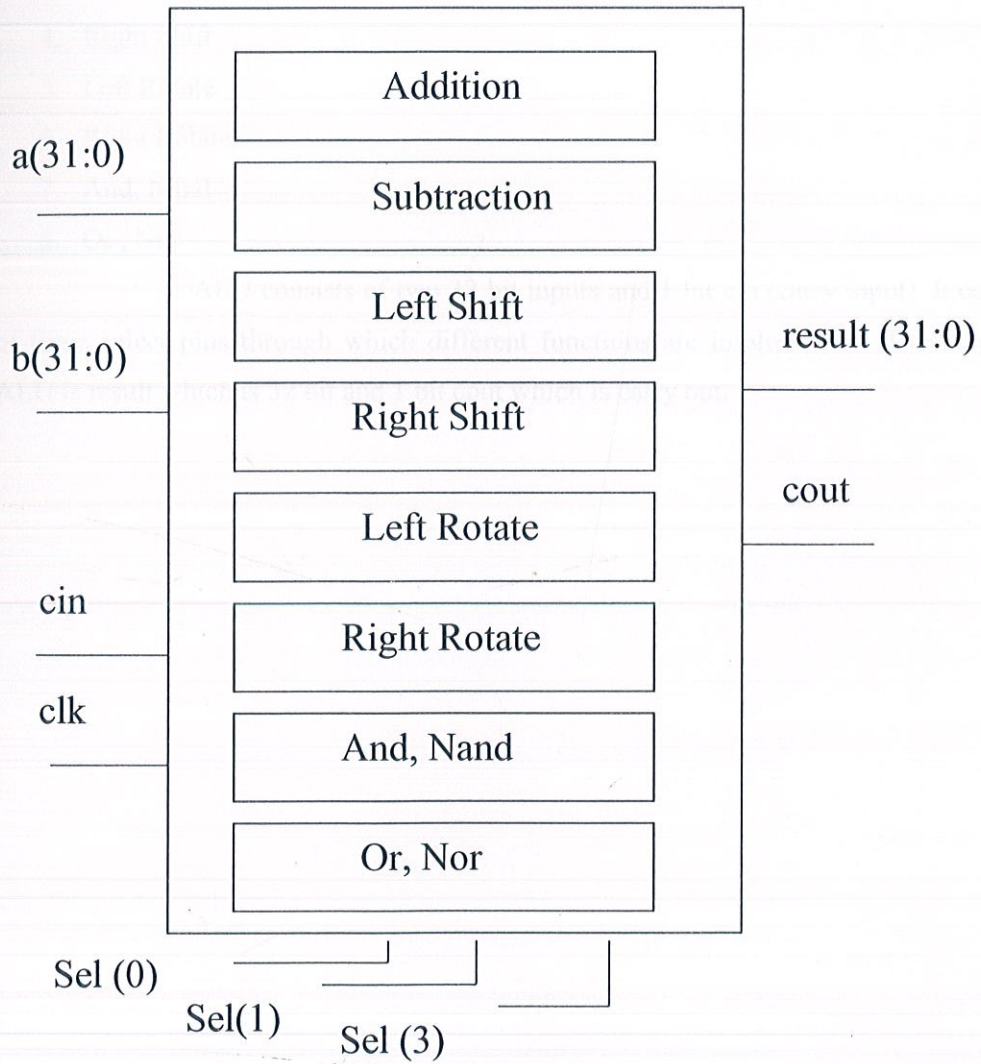 Addition
a(31:0)
Subtraction
Left Shift
result (31:0)
b(31:0)
Right Shift
cout
Left Rotate
cin
Right Rotate
clk
And, Nand
Or, Nor
Sel (0)
Sel(1)
Sel (3)